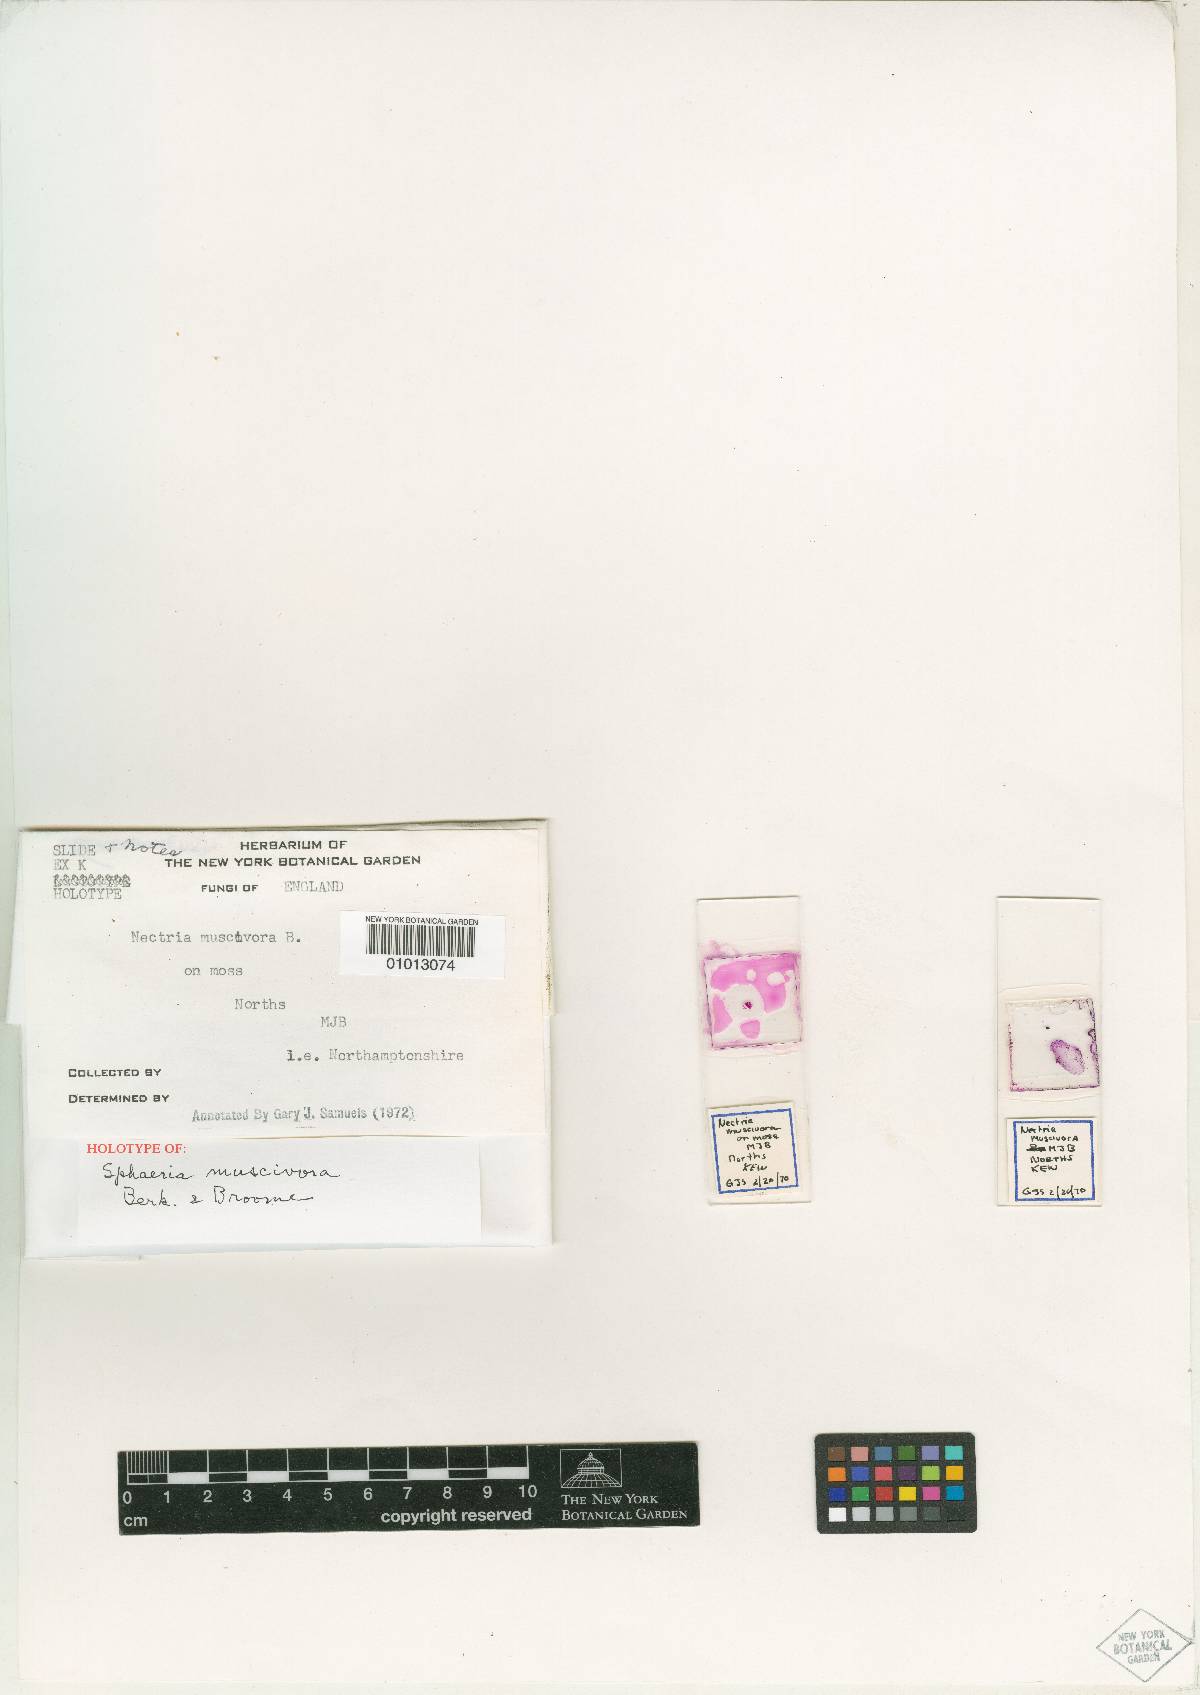 SLIDE + Notes
EX K
HOLOTYPE
HERBARIUM OF
THE NEW YORK BOTANICAL GARDEN
FUNGI OF ENGLAND
Nectria muscivora B.
on moss
Norths
MJB
i.e. Northamptonshire
COLLECTED BY
DETERMINED BY
Annotated By Gary J. Samuels (1972)
NEW YORK BOTANICAL GARDEN
01013074
HOLOTYPE OF:
Sphaeria muscivora
Berk. & Broome
Nectria
muscivora
on moss
MJB
Norths
KEW
GJS 2/20/70
Nectria
muscivora
MJB
NORTHS
KEW
GJS 2/20/70
0 1 2 3 4 5 6 7 8 9 10
cm
copyright reserved
THE NEW YORK
BOTANICAL GARDEN
NEW YORK
BOTANICAL
GARDEN